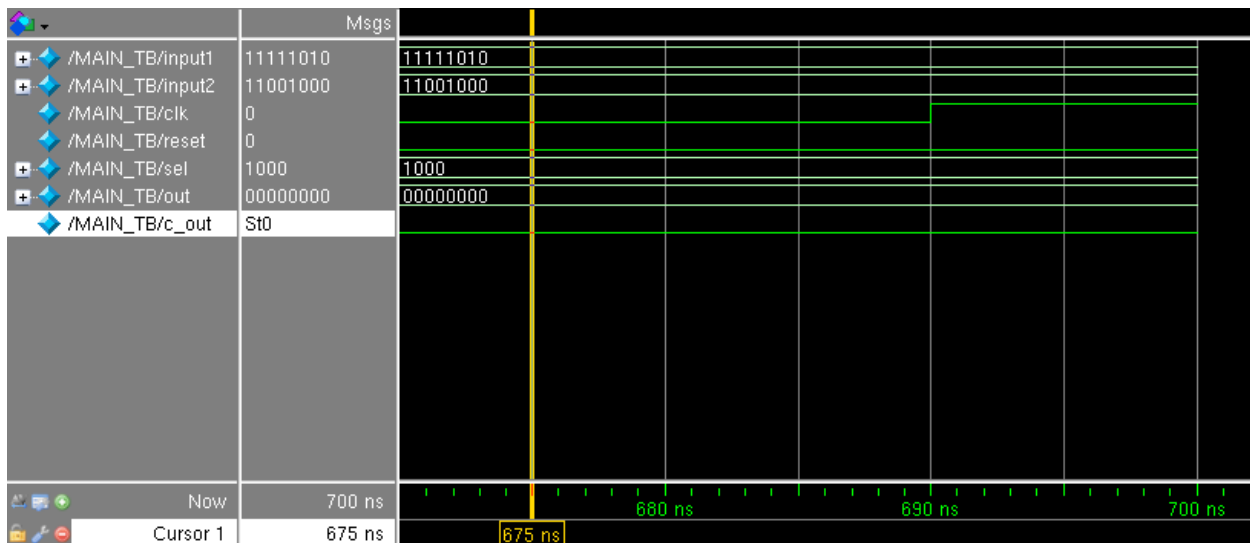 Msgs
/MAIN_TB/input1 11111010 11111010
/MAIN_TB/input2 11001000 11001000
/MAIN_TB/clk 0
/MAIN_TB/reset 0
/MAIN_TB/sel 1000 1000
/MAIN_TB/out 00000000 00000000
/MAIN_TB/c_out St0
Now 700 ns 680 ns 690 ns 700 ns
Cursor 1 675 ns 675 ns